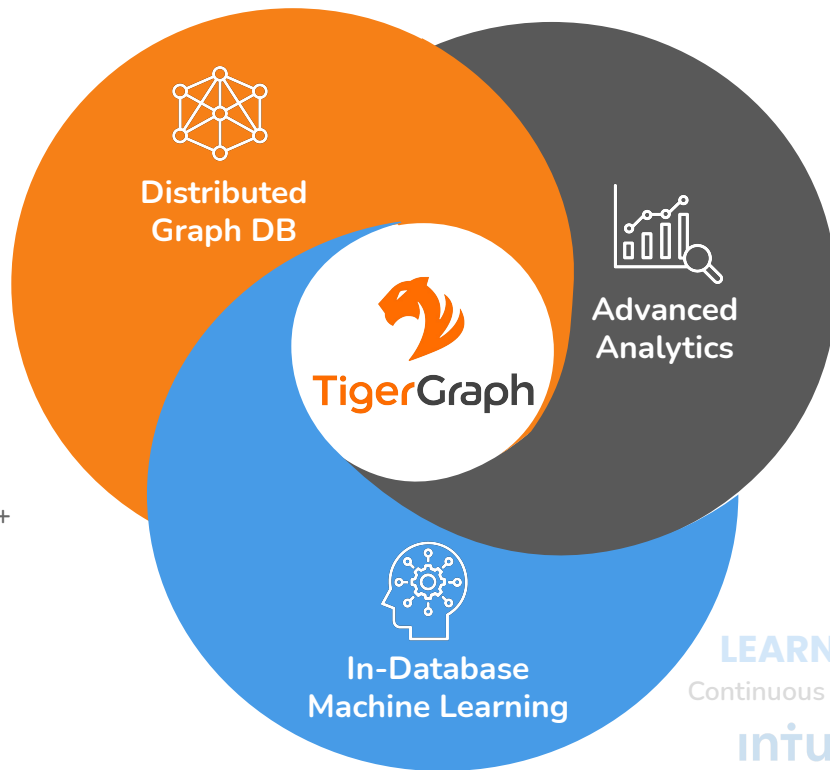 Distributed
Graph DB
Advanced
Analytics
TigerGraph
+
In-Database
Machine Learning
LEARN
Continuous